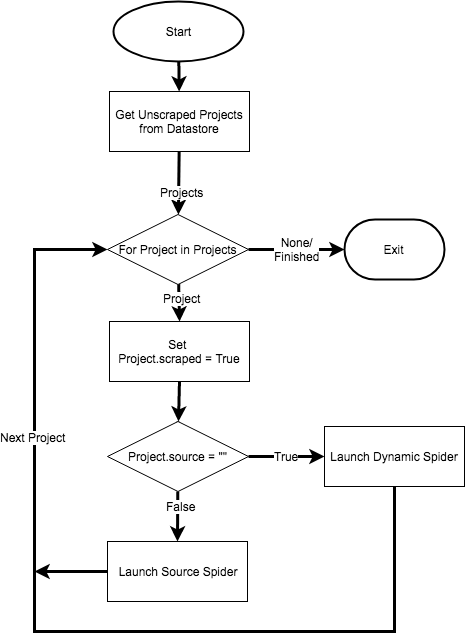 Start
Get Unscraped Projects
from Datastore
Projects
For Project in Projects
None/
Finished
Exit
Project
Set
Project.scraped = True
Next Project
Project.source = ""
True
Launch Dynamic Spider
False
Launch Source Spider